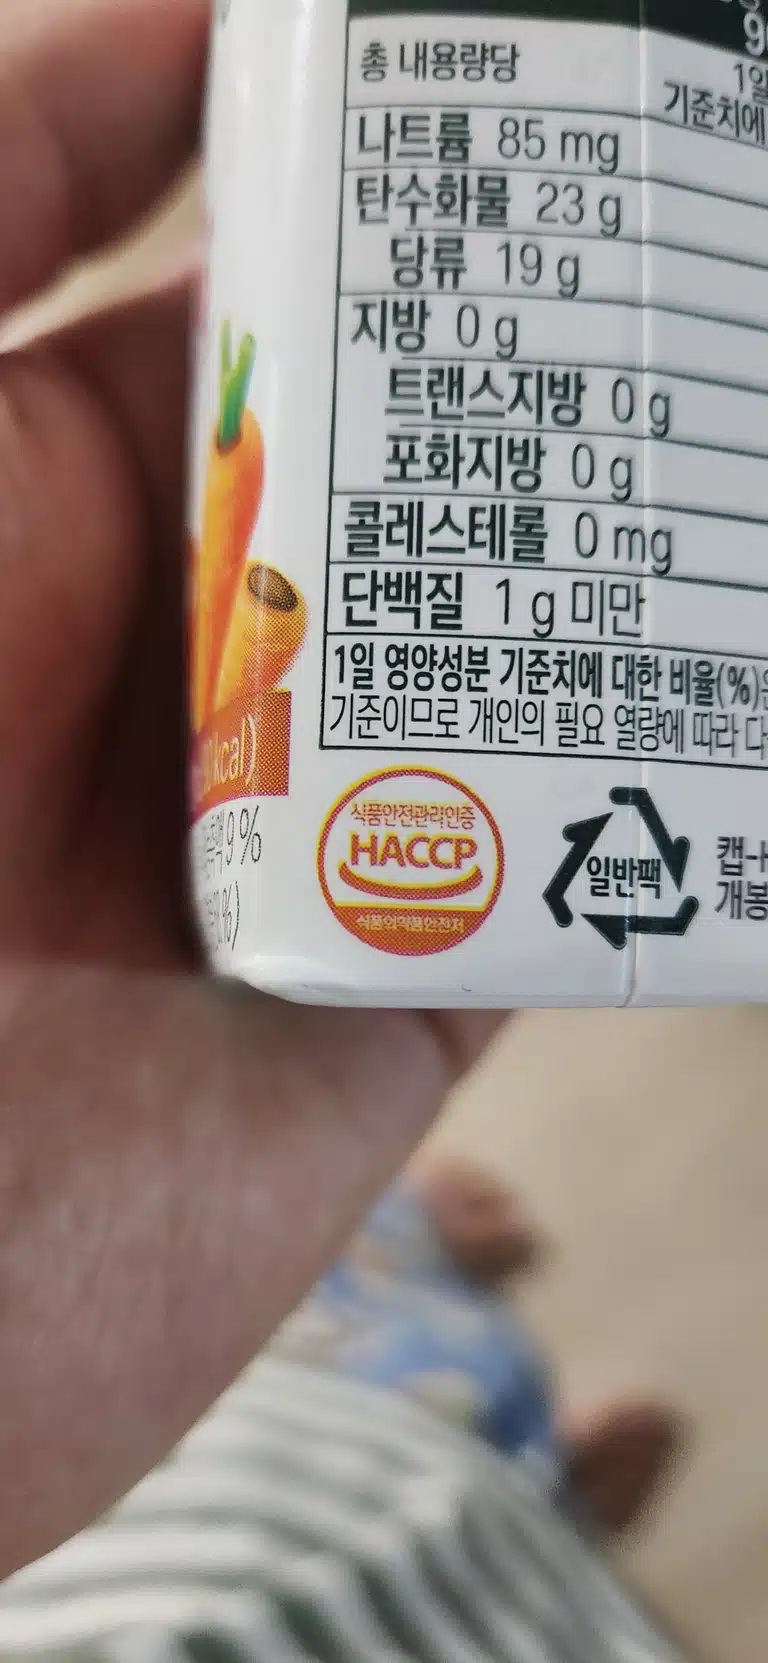 총 내용량당
1일
기준치에
나트륨 85 mg
탄수화물 23 g
당류 19 g
지방 0 g
트랜스지방 0 g
포화지방 0 g
콜레스테롤 0 mg
단백질 1 g 미만
1일 영양성분 기준치에 대한 비율(%)
기준이므로 개인의 필요 열량에 따라
kcal)
9%
%)
식품안전관리인증
HACCP
식품의약품안전처
일반팩
개봉